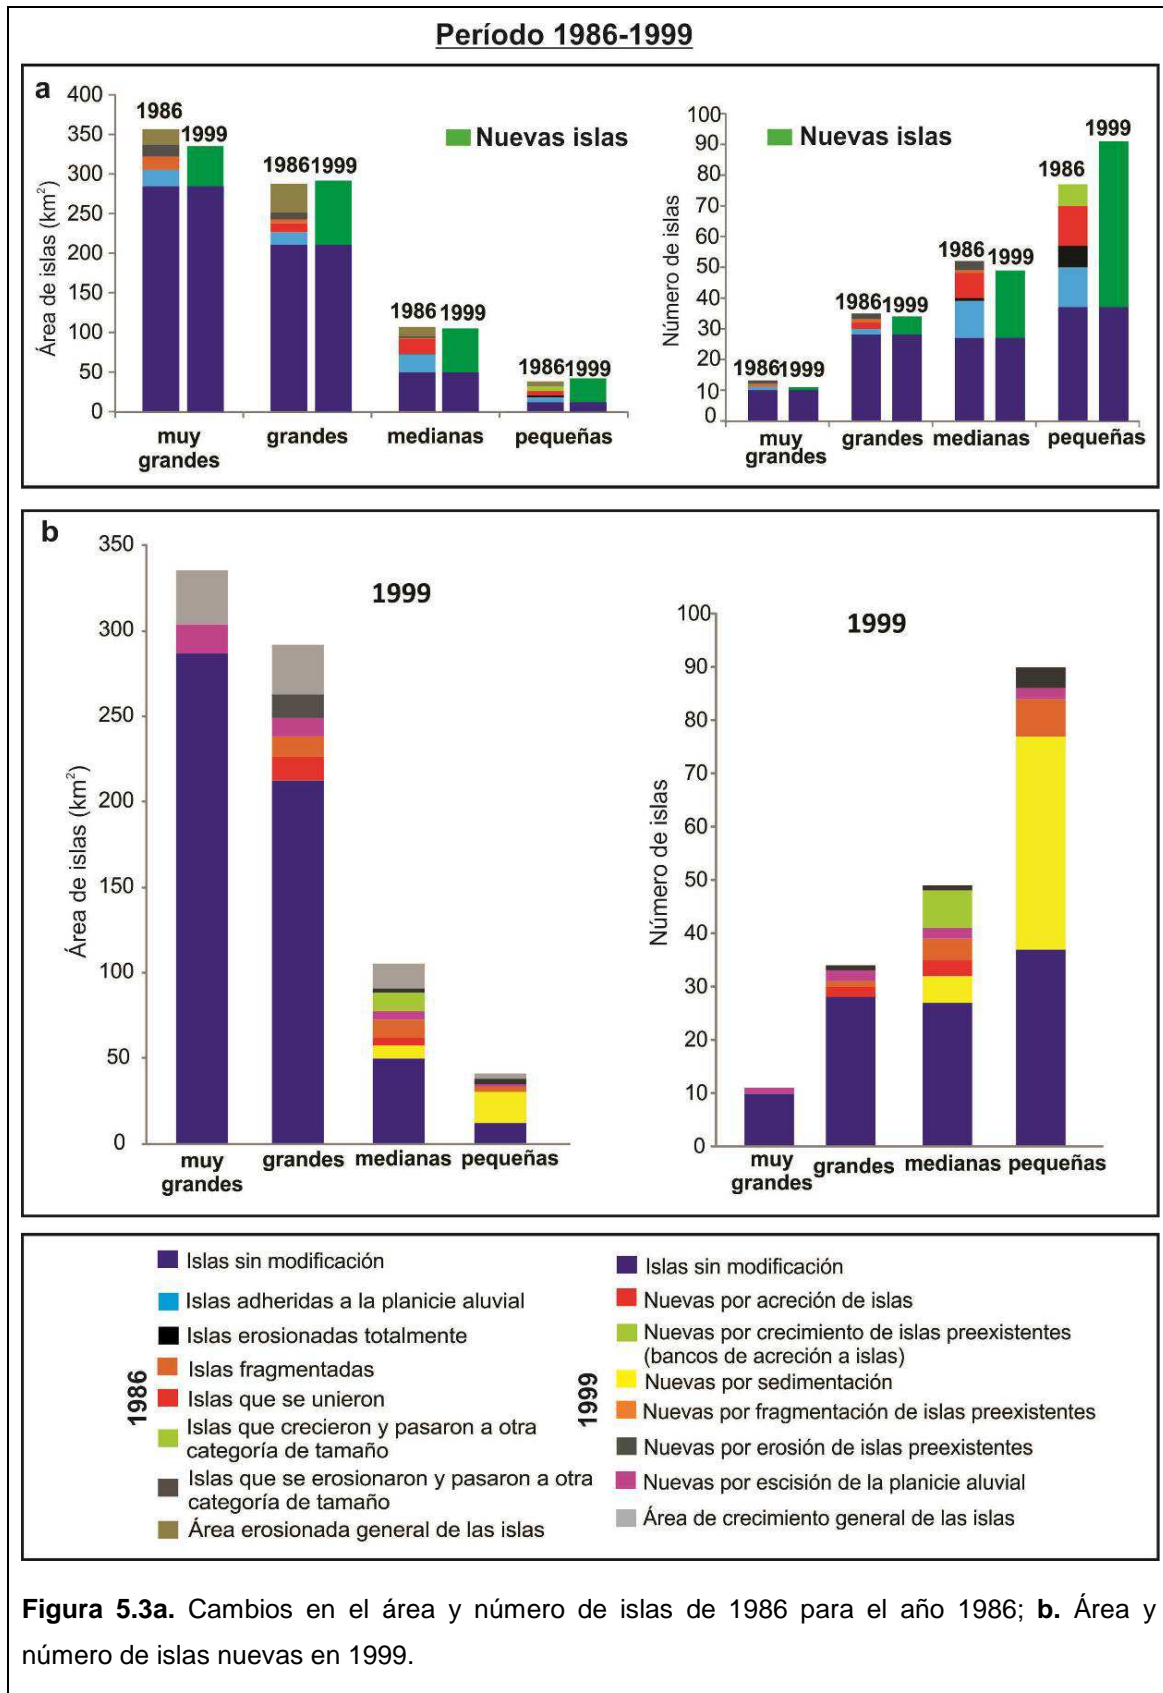 Período 1986-1999
a
Área de islas (km²)
400
350
300
250
200
150
100
50
0
1986
1999
1986 1999
1986 1999
1986 1999
Nuevas islas
muy grandes
grandes
medianas
pequeñas
Número de islas
100
90
80
70
60
50
40
30
20
10
0
Nuevas islas
1986 1999
1986 1999
1986 1999
1986
1999
muy grandes
grandes
medianas
pequeñas
b
Área de islas (km²)
350
300
250
200
150
100
50
0
1999
muy grandes
grandes
medianas
pequeñas
Número de islas
100
90
80
70
60
50
40
30
20
10
0
1999
muy grandes
grandes
medianas
pequeñas
1986
Islas sin modificación
Islas adheridas a la planicie aluvial
Islas erosionadas totalmente
Islas fragmentadas
Islas que se unieron
Islas que crecieron y pasaron a otra
categoría de tamaño
Islas que se erosionaron y pasaron a otra
categoría de tamaño
Área erosionada general de las islas
1999
Islas sin modificación
Nuevas por acreción de islas
Nuevas por crecimiento de islas preexistentes
(bancos de acreción a islas)
Nuevas por sedimentación
Nuevas por fragmentación de islas preexistentes
Nuevas por erosión de islas preexistentes
Nuevas por escisión de la planicie aluvial
Área de crecimiento general de las islas
Figura 5.3a. Cambios en el área y número de islas de 1986 para el año 1986; b. Área y
número de islas nuevas en 1999.